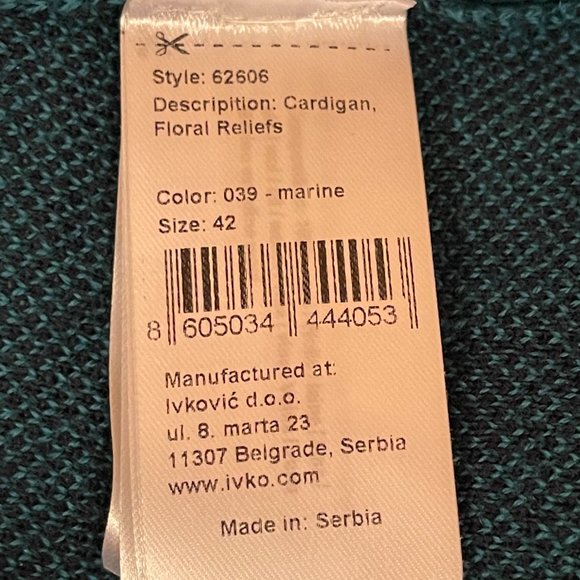 Style: 62606
Descripition: Cardigan,
Floral Reliefs
Color: 039 - marine
Size: 42
8 605034 444053
Manufactured at:
Ivković d.o.o.
ul. 8. marta 23
11307 Belgrade, Serbia
www.ivko.com
Made in: Serbia